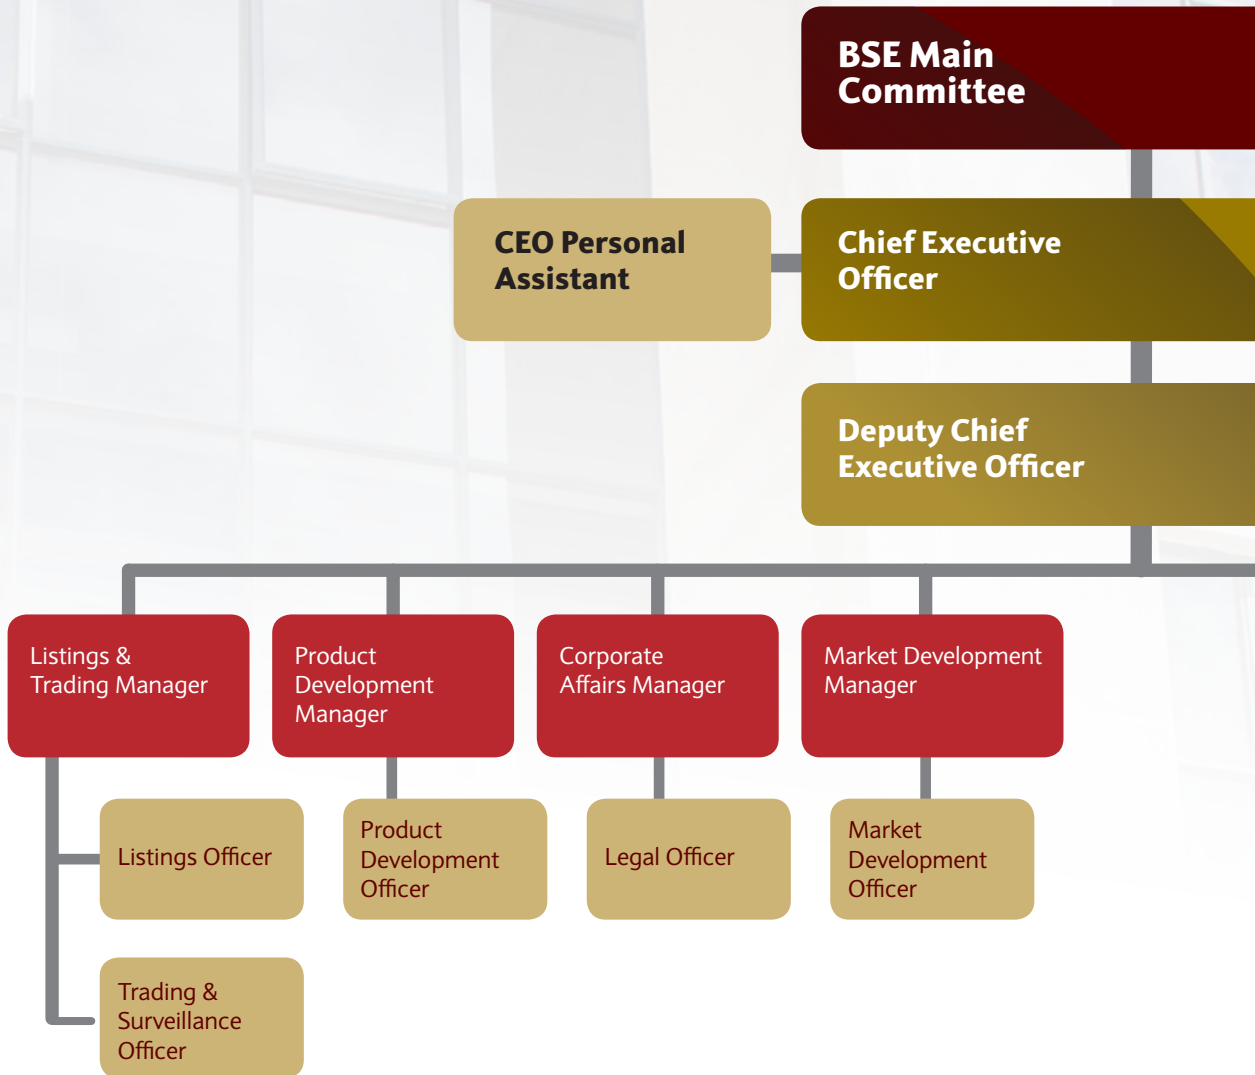 BSE Main
Committee
CEO Personal
Assistant
Chief Executive
Officer
Deputy Chief
Executive Officer
Listings &
Trading Manager
Product
Development
Manager
Corporate
Affairs Manager
Market Development
Manager
Listings Officer
Product
Development
Officer
Legal Officer
Market
Development
Officer
Trading &
Surveillance
Officer